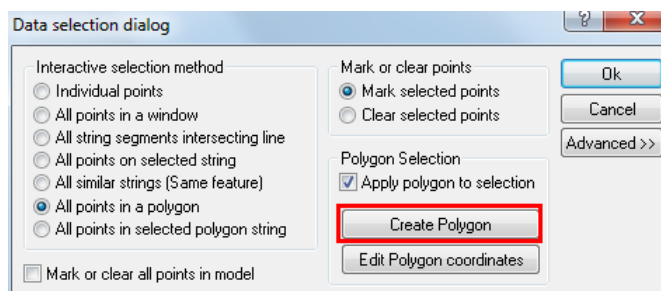 Data selection dialog
Interactive selection method
Individual points
All points in a window
All string segments intersecting line
All points on selected string
All similar strings (Same feature)
All points in a polygon
All points in selected polygon string
Mark or clear all points in model
Mark or clear points
Mark selected points
Clear selected points
Polygon Selection
Apply polygon to selection
Create Polygon
Edit Polygon coordinates
Ok
Cancel
Advanced >>